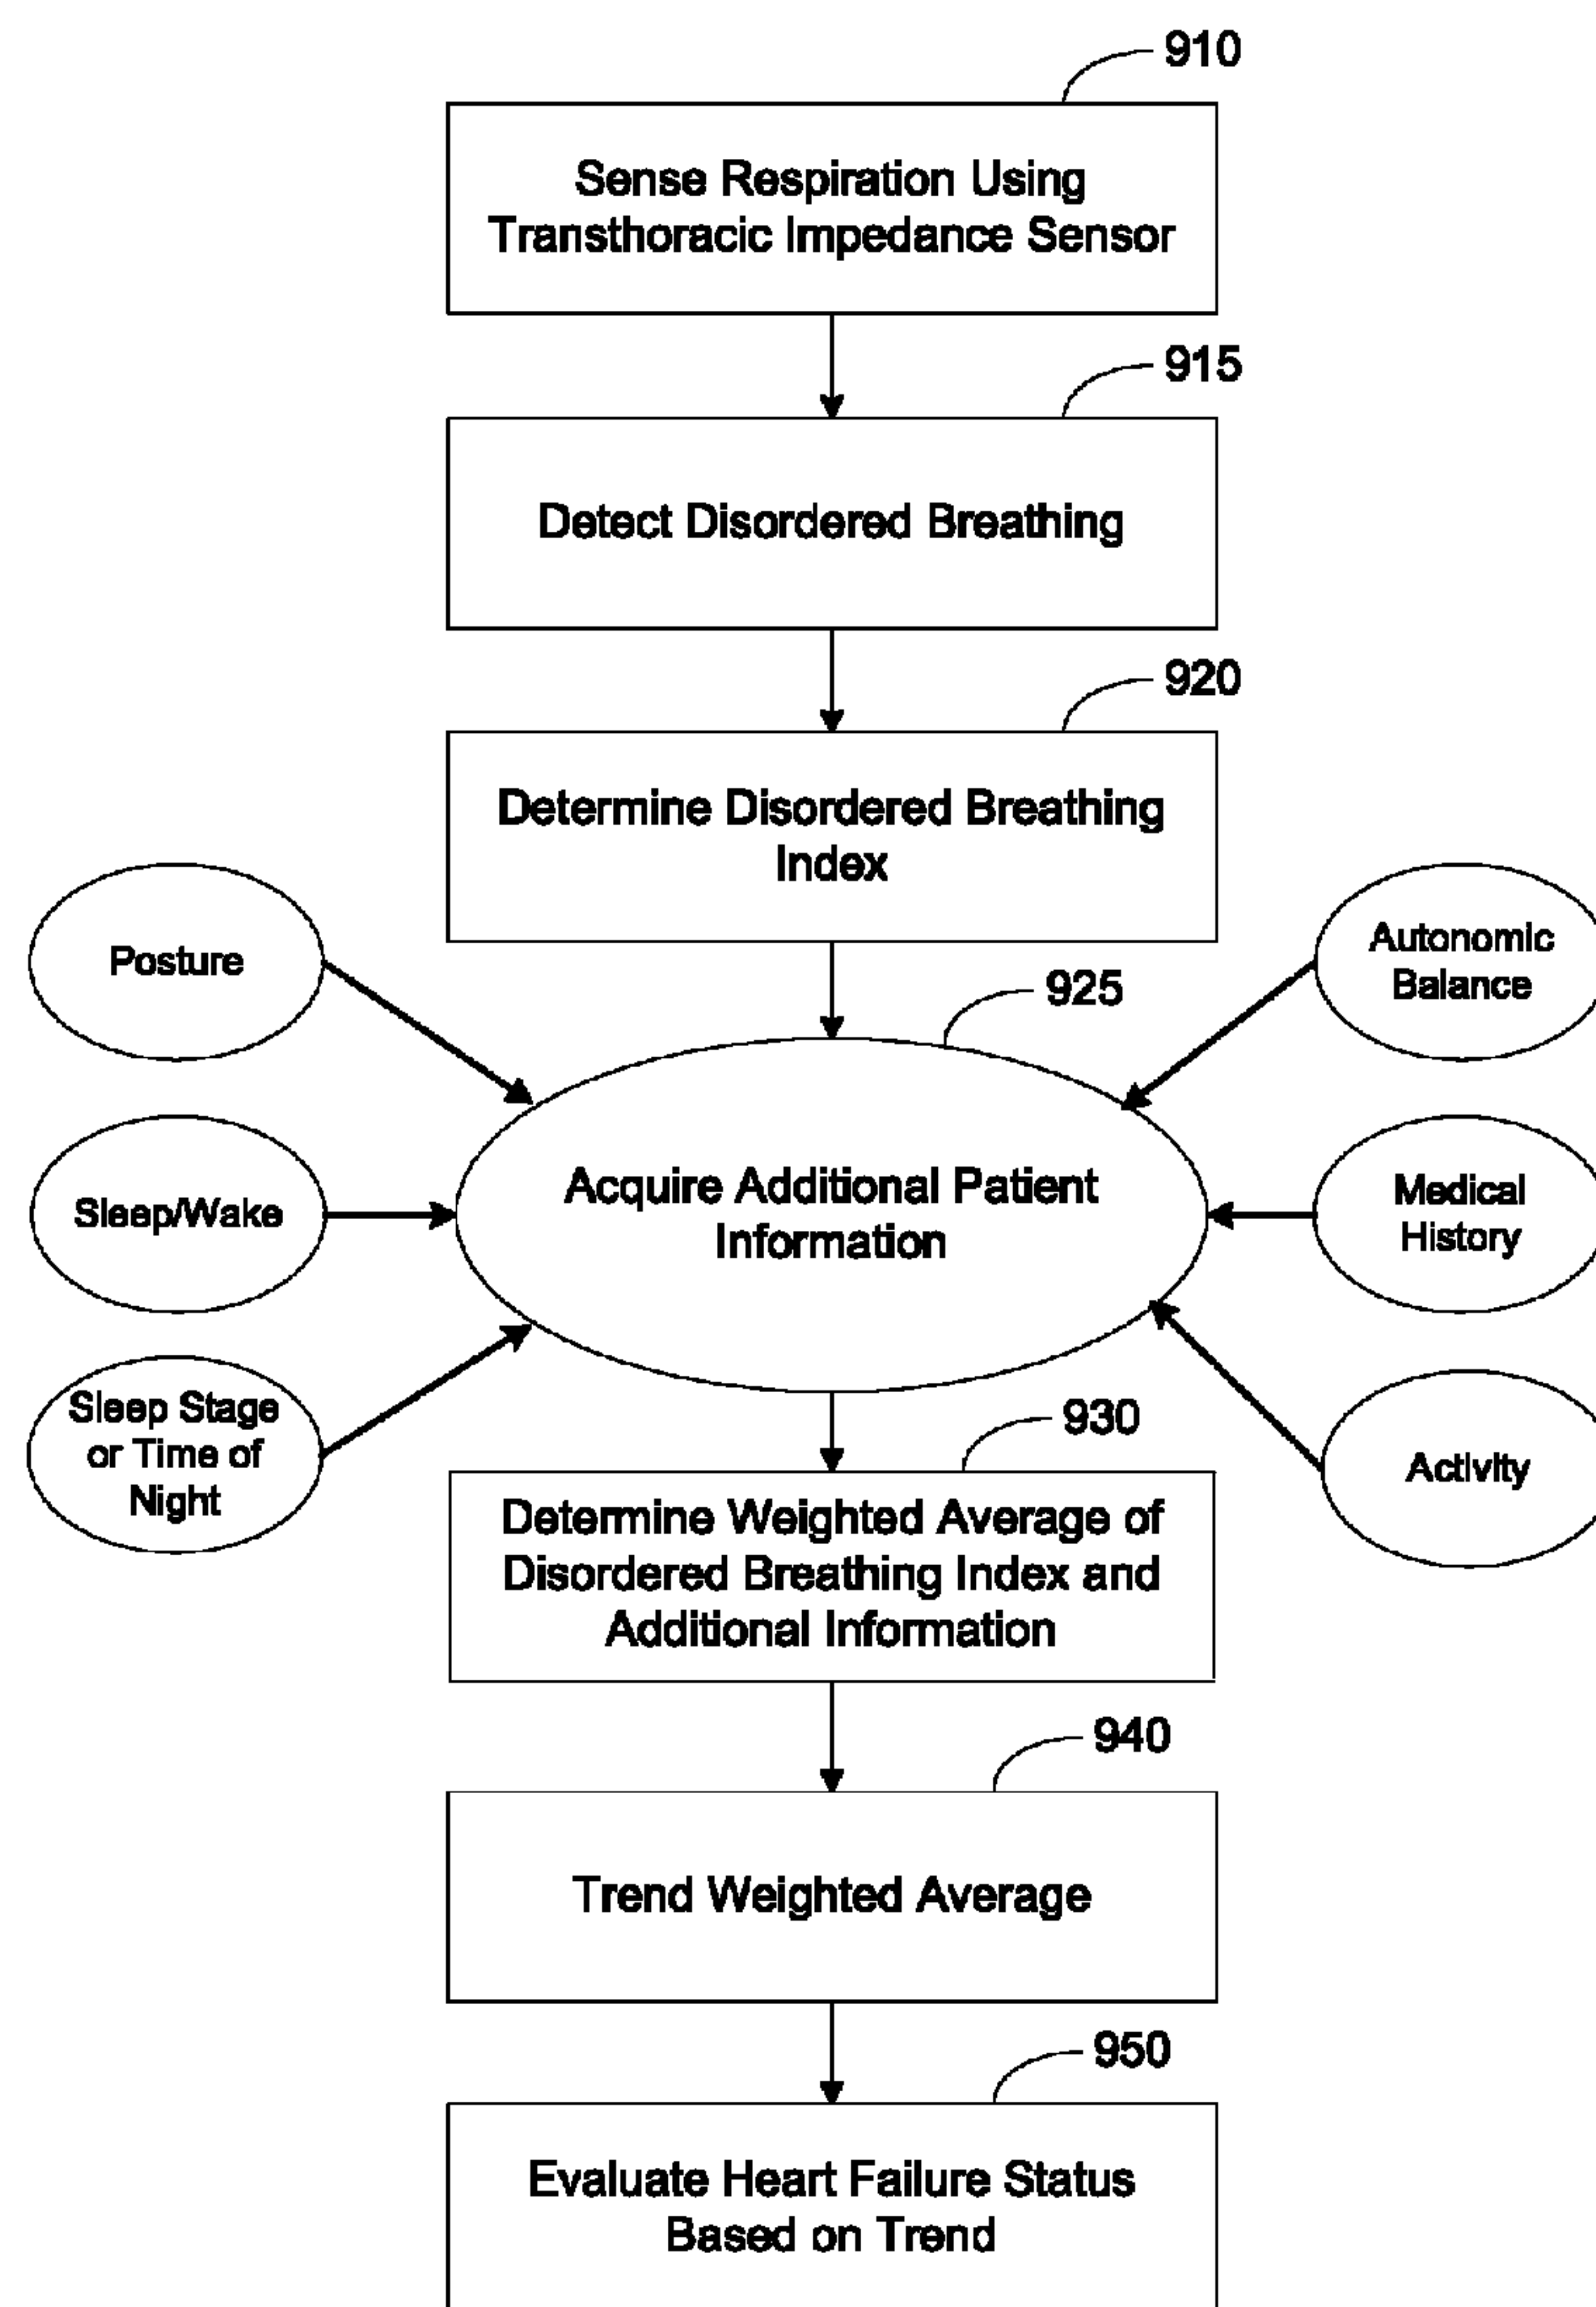 910
Sense Respiration Using
Transthoracic Impedance Sensor
915
Detect Disordered Breathing
920
Determine Disordered Breathing
Index
Posture
Autonomic
Balance
925
Sleep/Wake
Acquire Additional Patient
Information
Medical
History
Sleep Stage
or Time of
Night
Activity
930
Determine Weighted Average of
Disordered Breathing Index and
Additional Information
940
Trend Weighted Average
950
Evaluate Heart Failure Status
Based on Trend